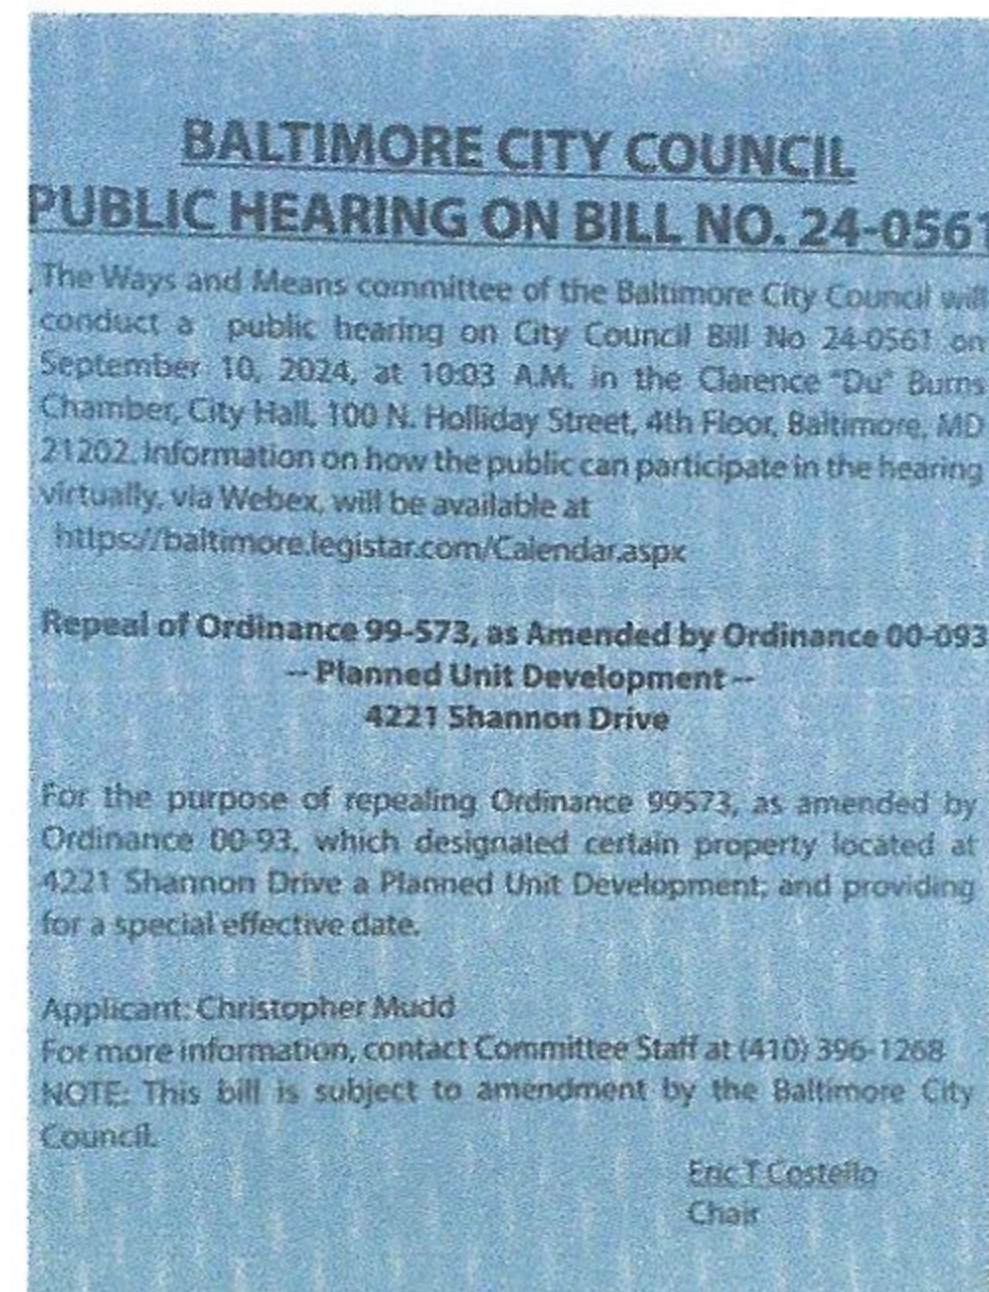 BALTIMORE CITY COUNCIL
PUBLIC HEARING ON BILL NO. 24-0561
The Ways and Means committee of the Baltimore City Council will
conduct a public hearing on City Council Bill No 24-0561 on
September 10, 2024, at 10:03 A.M. in the Clarence "Du" Burns
Chamber, City Hall, 100 N. Holliday Street, 4th Floor, Baltimore, MD
21202. Information on how the public can participate in the hearing
virtually, via Webex, will be available at
https://baltimore.legistar.com/Calendar.aspx
Repeal of Ordinance 99-573, as Amended by Ordinance 00-093
-- Planned Unit Development --
4221 Shannon Drive
For the purpose of repealing Ordinance 99573, as amended by
Ordinance 00-93, which designated certain property located at
4221 Shannon Drive a Planned Unit Development; and providing
for a special effective date.
Applicant: Christopher Mudd
For more information, contact Committee Staff at (410) 396-1268
NOTE: This bill is subject to amendment by the Baltimore City
Council.
Eric T Costello
Chair